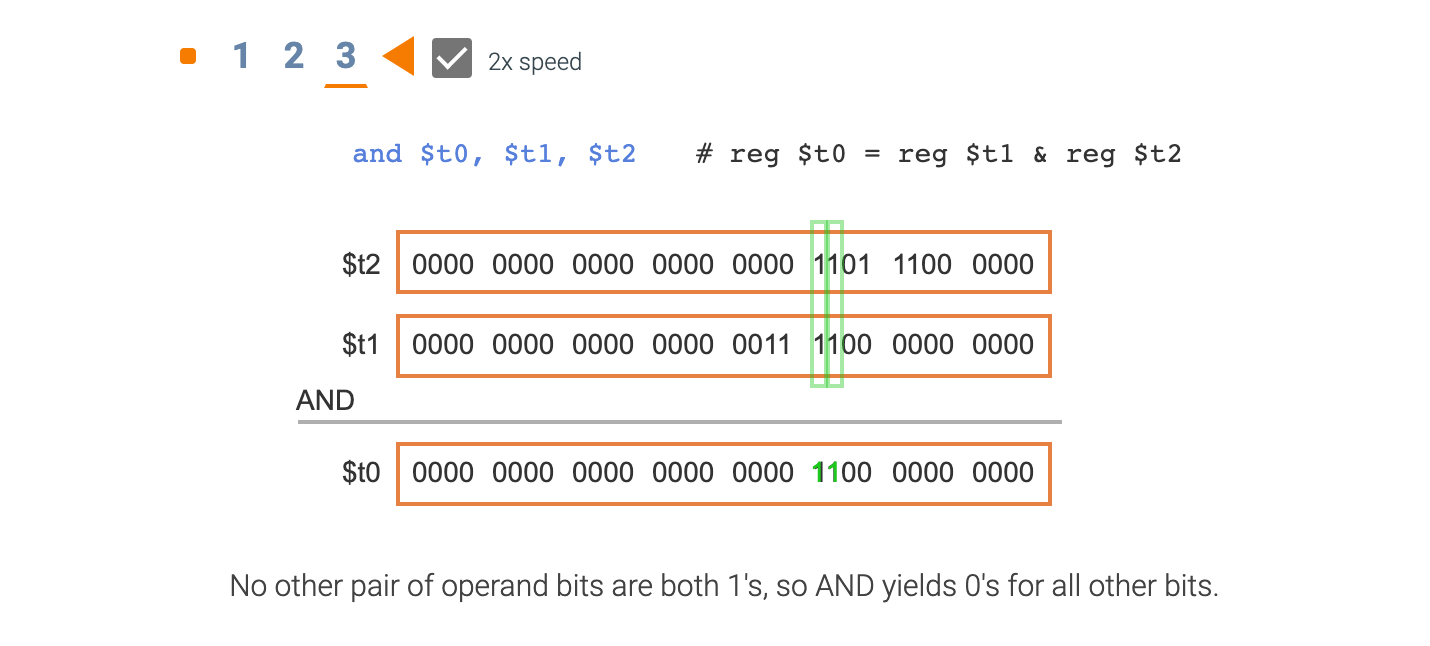 1 2 3 2x speed
and $t0, $t1, $t2 # reg $t0 = reg $t1 & reg $t2
$t2 0000 0000 0000 0000 0000 1101 1100 0000
$t1 0000 0000 0000 0000 0011 1100 0000 0000
AND
$t0 0000 0000 0000 0000 0000 1100 0000 0000
No other pair of operand bits are both 1's, so AND yields 0's for all other bits.